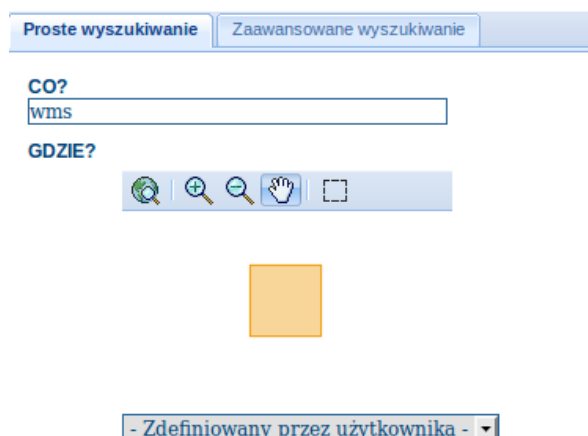 Proste wyszukiwanie Zaawansowane wyszukiwanie
CO?
wms
GDZIE?
- Zdefiniowany przez użytkownika -